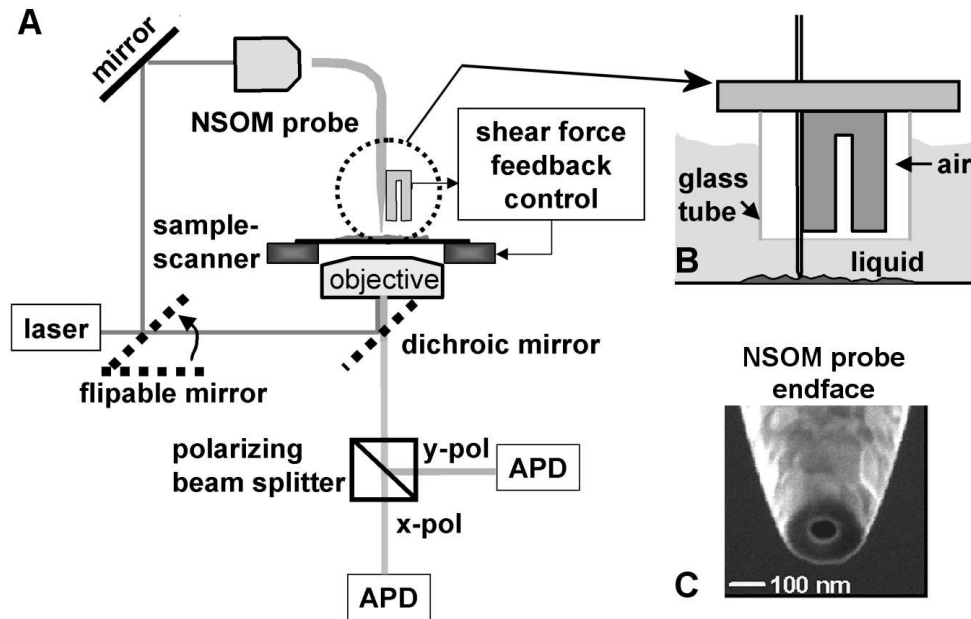 A
mirror
NSOM probe
shear force
feedback
control
sample-
scanner
objective
laser
dichroic mirror
flipable mirror
polarizing
beam splitter
y-pol
APD
x-pol
APD
glass
tube
air
B
liquid
NSOM probe
endface
C
100 nm